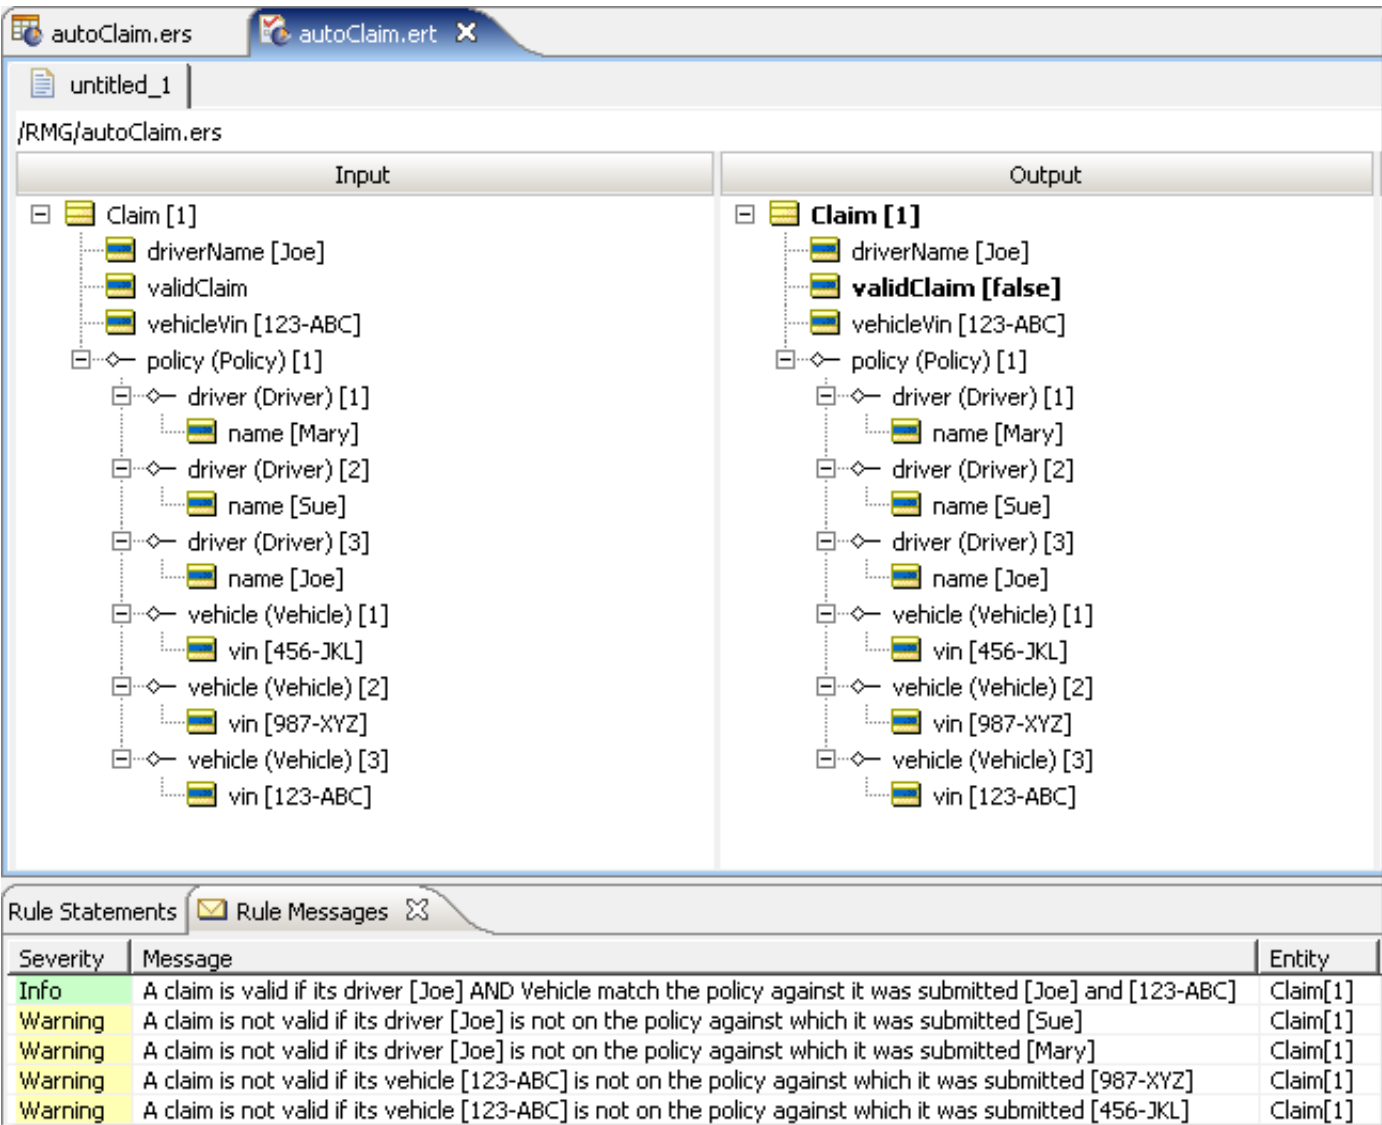 autoClaim.ers autoClaim.ert
untitled_1
/RMG/autoClaim.ers
Input Output
Claim [1] Claim [1]
driverName [Joe] driverName [Joe]
validClaim validClaim [false]
vehicleVin [123-ABC] vehicleVin [123-ABC]
policy (Policy) [1] policy (Policy) [1]
driver (Driver) [1] driver (Driver) [1]
name [Mary] name [Mary]
driver (Driver) [2] driver (Driver) [2]
name [Sue] name [Sue]
driver (Driver) [3] driver (Driver) [3]
name [Joe] name [Joe]
vehicle (Vehicle) [1] vehicle (Vehicle) [1]
vin [456-JKL] vin [456-JKL]
vehicle (Vehicle) [2] vehicle (Vehicle) [2]
vin [987-XYZ] vin [987-XYZ]
vehicle (Vehicle) [3] vehicle (Vehicle) [3]
vin [123-ABC] vin [123-ABC]
Rule Statements Rule Messages
Severity Message Entity
Info A claim is valid if its driver [Joe] AND Vehicle match the policy against it was submitted [Joe] and [123-ABC] Claim[1]
Warning A claim is not valid if its driver [Joe] is not on the policy against which it was submitted [Sue] Claim[1]
Warning A claim is not valid if its driver [Joe] is not on the policy against which it was submitted [Mary] Claim[1]
Warning A claim is not valid if its vehicle [123-ABC] is not on the policy against which it was submitted [987-XYZ] Claim[1]
Warning A claim is not valid if its vehicle [123-ABC] is not on the policy against which it was submitted [456-JKL] Claim[1]